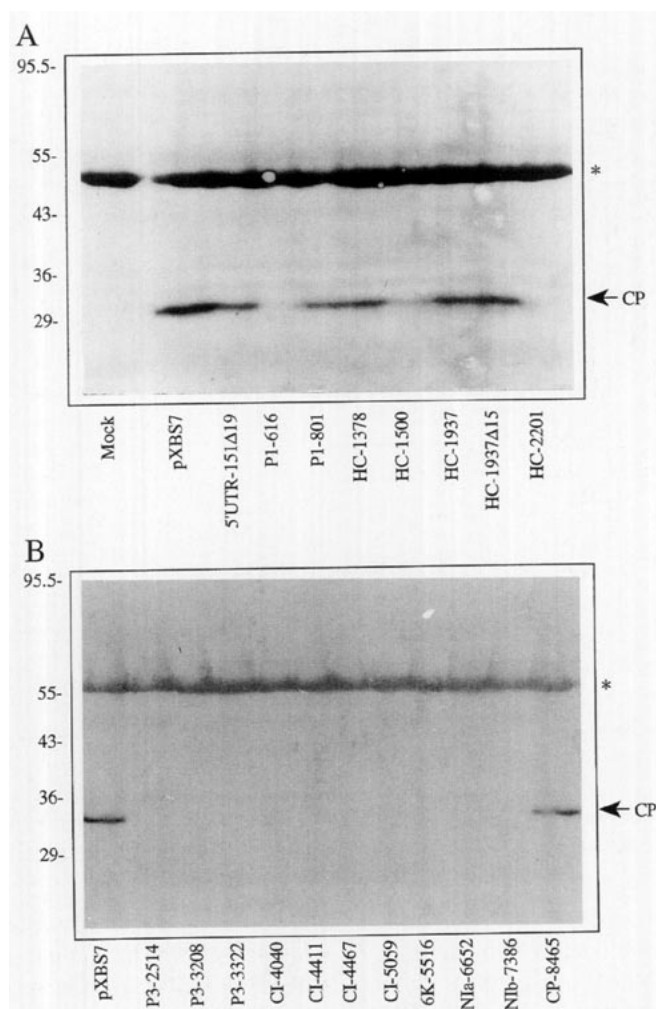 A
95.5-
55-
*
43-
36-
CP
29-
Mock
pXBS7
5'UTR-151Δ19
P1-616
P1-801
HC-1378
HC-1500
HC-1937
HC-1937Δ15
HC-2201
B
95.5-
*
55-
43-
36-
CP
29-
pXBS7
P3-2514
P3-3208
P3-3322
CI-4040
CI-4411
CI-4467
CI-5059
6K-5516
NIa-6652
NIb-7386
CP-8465